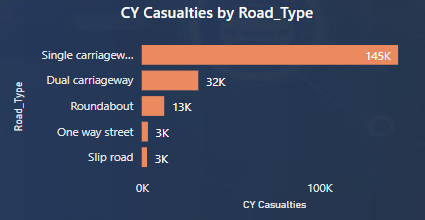 CY Casualties by Road_Type
Road_Type
Single carriagew... 145K
Dual carriageway 32K
Roundabout 13K
One way street 3K
Slip road 3K
0K 100K
CY Casualties